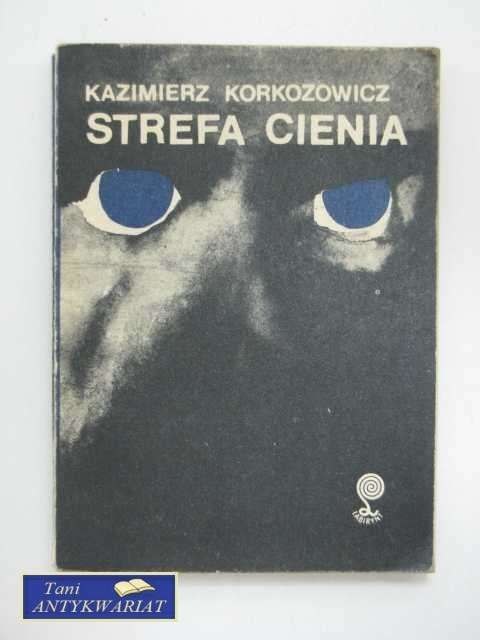 KAZIMIERZ KORKOZOWICZ
STREFA CIENIA
LABIRYNT
Tani
ANTYKWARIAT